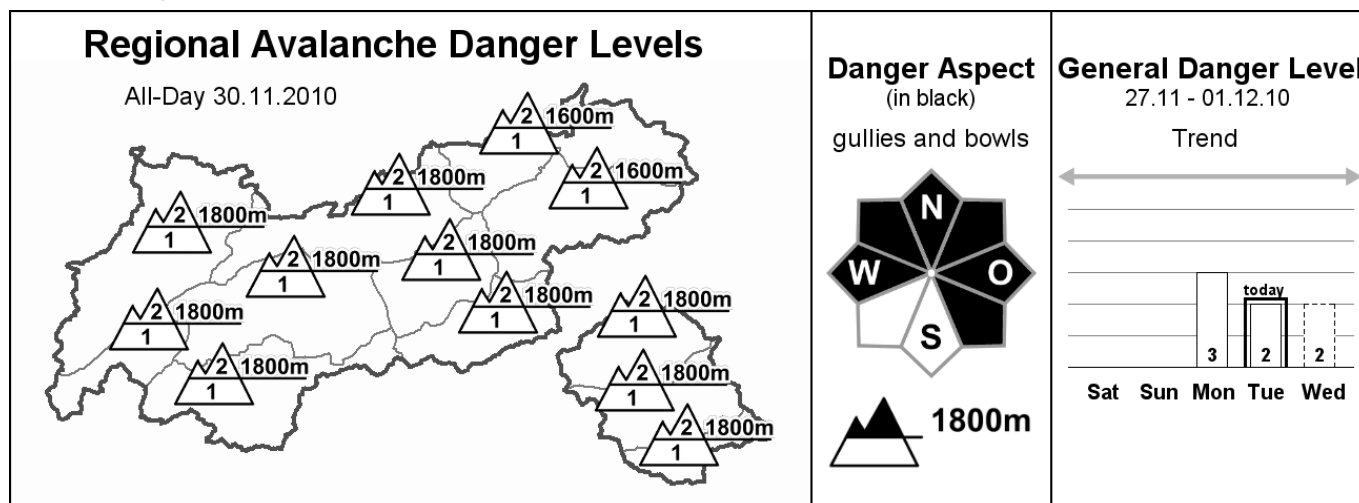 Regional Avalanche Danger Levels
All-Day 30.11.2010
2 1600m
1
2 1600m
1
2 1800m
1
2 1800m
1
2 1800m
1
2 1800m
1
2 1800m
1
2 1800m
1
2 1800m
1
2 1800m
1
2 1800m
1
2 1800m
1
Danger Aspect
(in black)
gullies and bowls
N
W O
S
1800m
General Danger Level
27.11 - 01.12.10
Trend
today
3 2 2
Sat Sun Mon Tue Wed